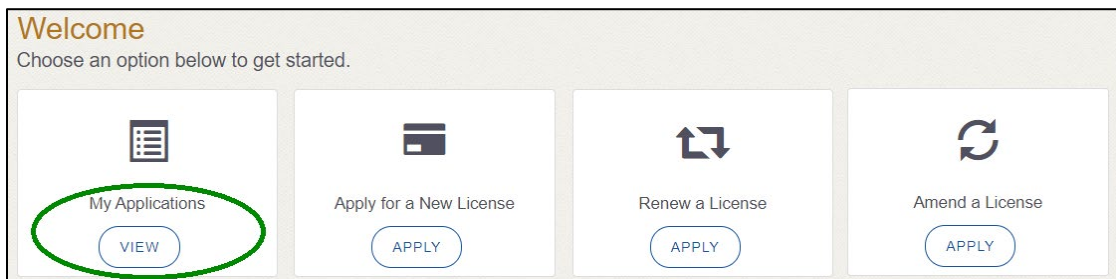 Welcome
Choose an option below to get started.
My Applications
VIEW
Apply for a New License
APPLY
Renew a License
APPLY
Amend a License
APPLY